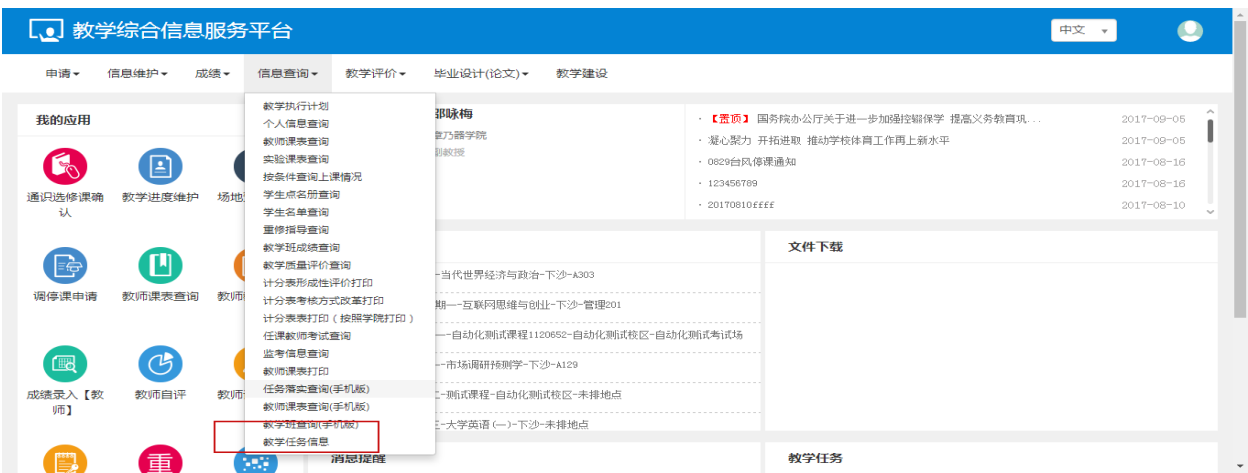 教学综合信息服务平台
中文
申请 信息维护 成绩 信息查询 教学评价 毕业设计(论文) 教学建设
我的应用
通识选修课确认
教学进度维护
场地
调停课申请
教师课表查询
教师
成绩录入【教师】
教师自评
教师
重
教学执行计划
个人信息查询
教师课表查询
实验课表查询
按条件查询上课情况
学生点名册查询
学生名单查询
重修指导查询
教学班成绩查询
教学质量评价查询
计分表形成性评价打印
计分表考核方式改革打印
计分表表打印(按照学院打印)
任课教师考试查询
监考信息查询
教师课表打印
任务落实查询(手机版)
教师课表查询(手机版)
教学班查询(手机版)
教学任务信息
邵咏梅
章乃器学院
副教授
· 【置顶】 国务院办公厅关于进一步加强控辍保学 提高义务教育巩... 2017-09-05
· 凝心聚力 开拓进取 推动学校体育工作再上新水平 2017-09-05
· 0829台风停课通知 2017-08-16
· 123456789 2017-08-16
· 20170810ffff 2017-08-10
-当代世界经济与政治-下沙-A303
期一-互联网思维与创业-下沙-管理201
一-自动化测试课程1120652-自动化测试校区-自动化测试考试场
-市场调研与预测学-下沙-A129
二-测试课程-自动化测试校区-未排地点
三-大学英语(一)-下沙-未排地点
文件下载
消息提醒
教学任务